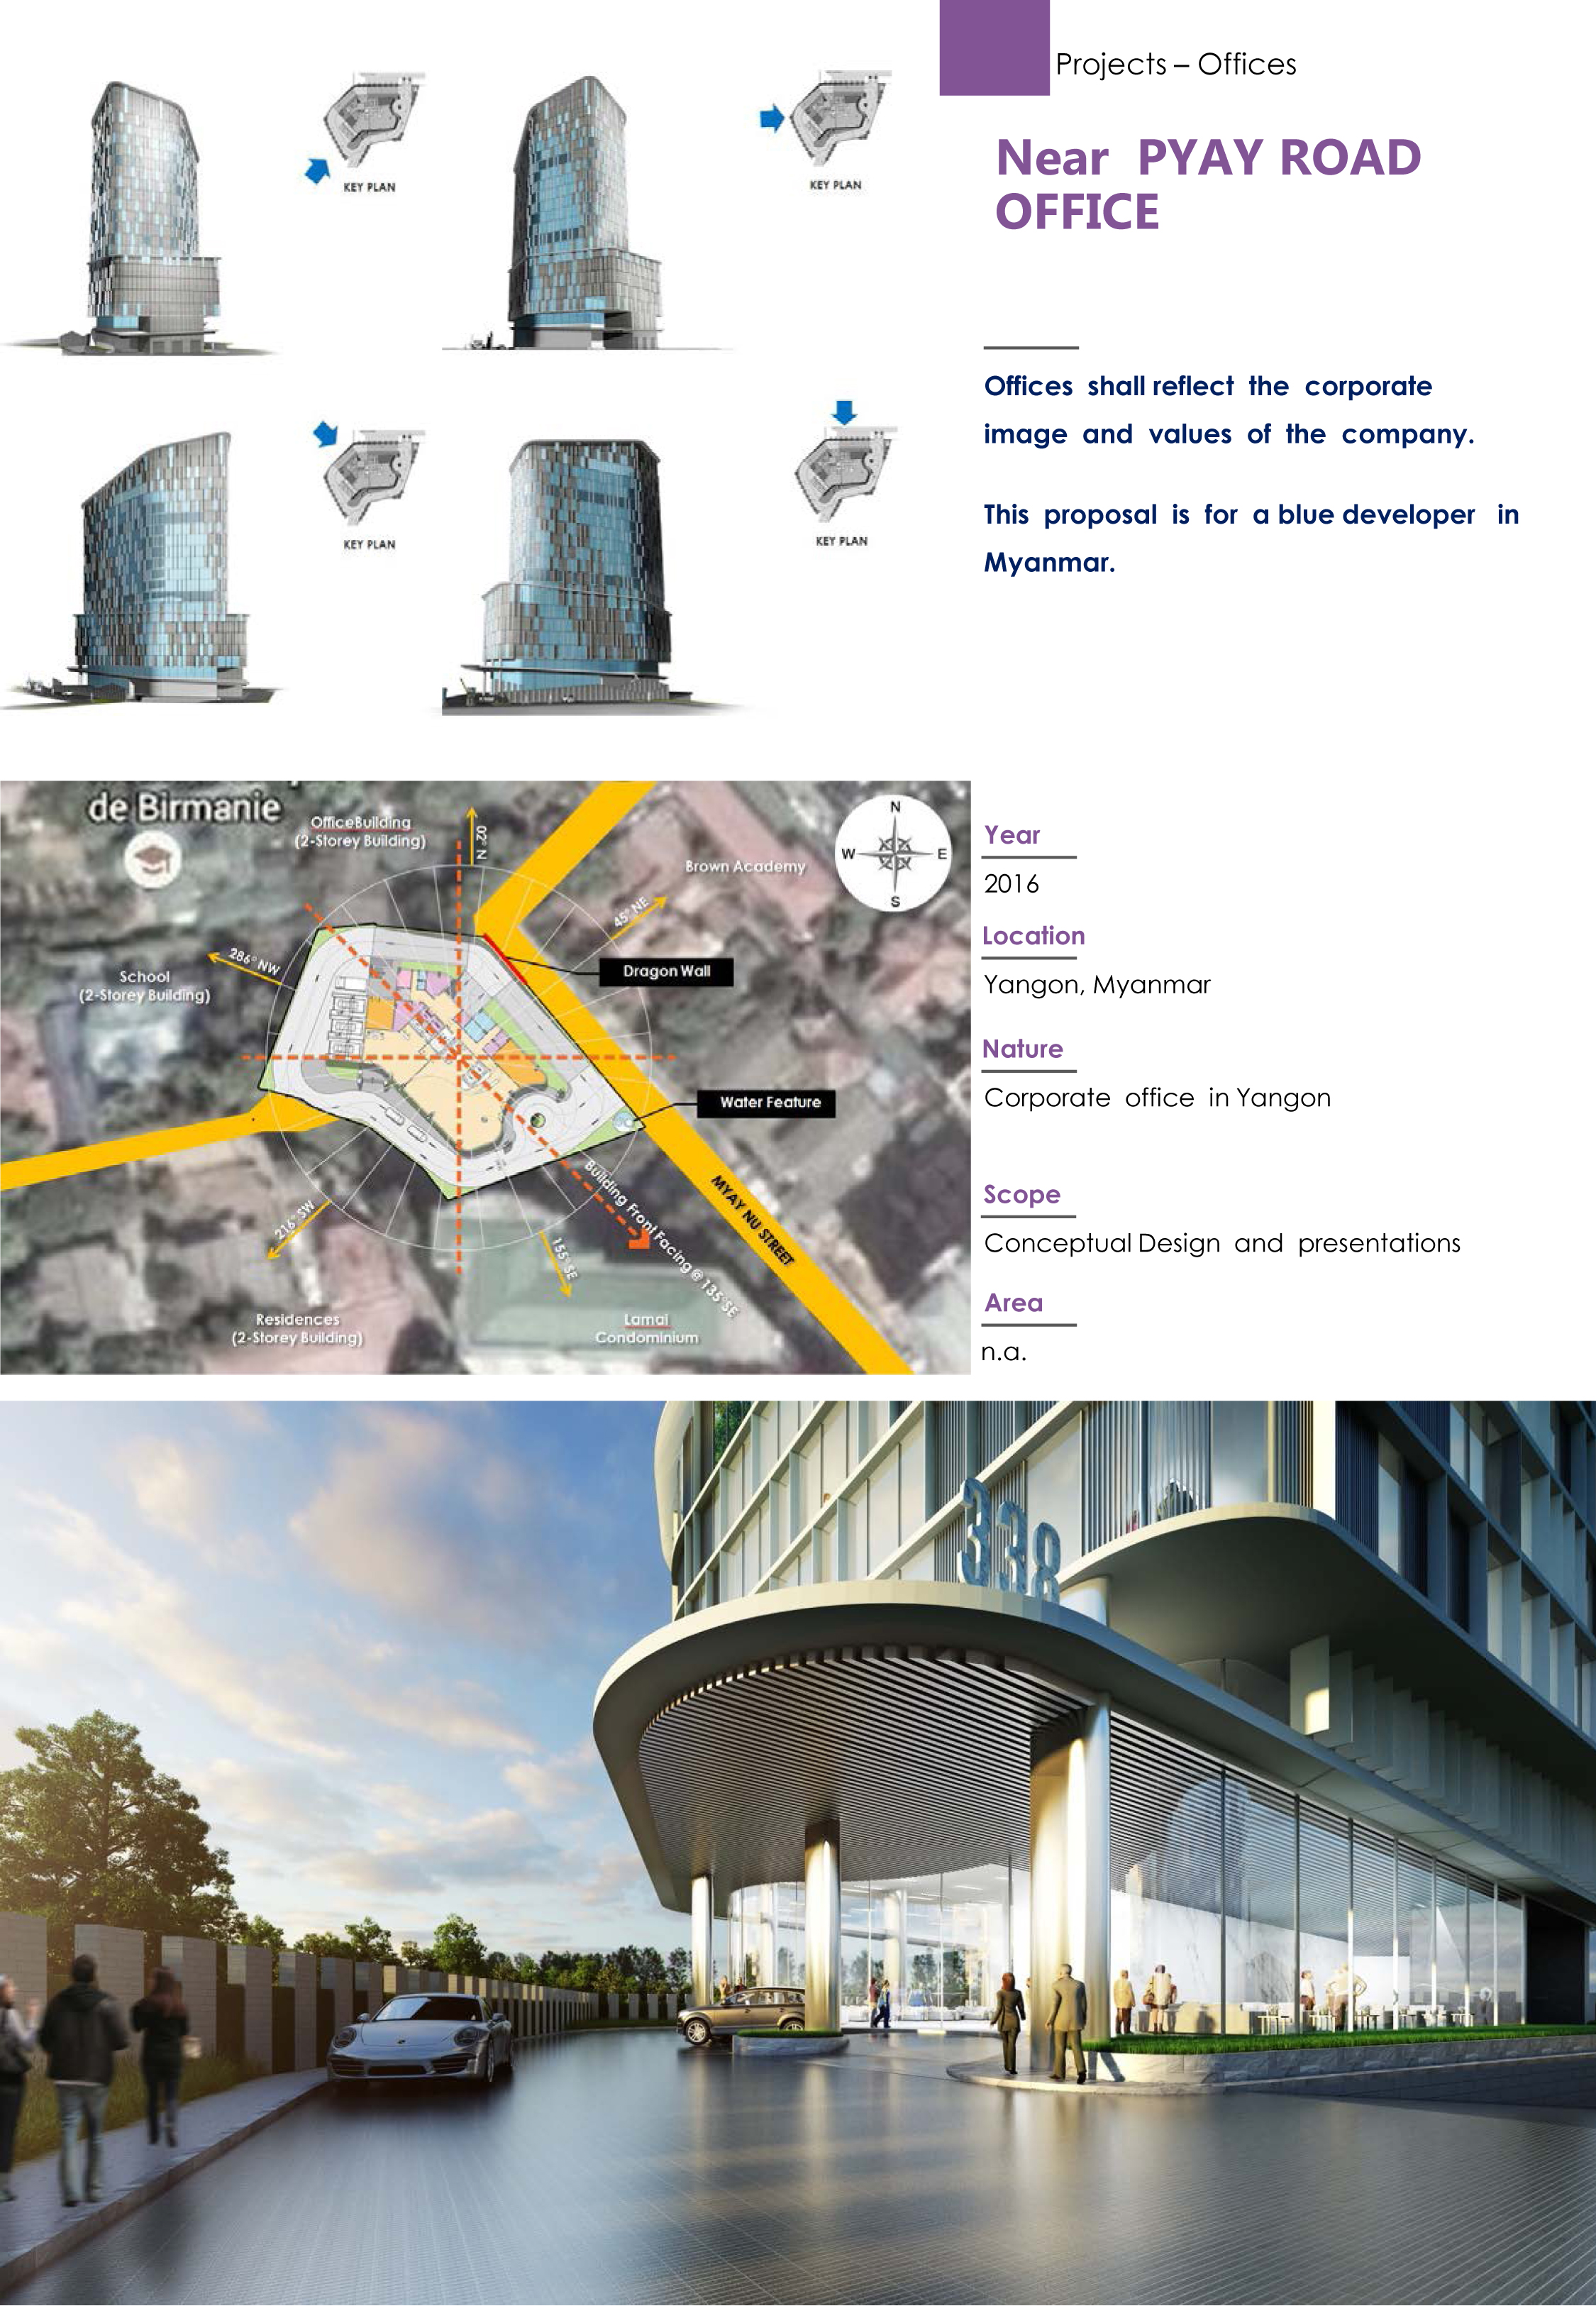 Projects – Offices
Near PYAY ROAD
OFFICE
KEY PLAN
KEY PLAN
KEY PLAN
KEY PLAN
Offices shall reflect the corporate
image and values of the company.
This proposal is for a blue developer in
Myanmar.
de Birmanie
OfficeBuilding
(2-Storey Building)
02° N
N
W
E
S
Brown Academy
45° NE
286° NW
School
(2-Storey Building)
Dragon Wall
Water Feature
Building Front Facing @ 135°SE
MYAY NU STREET
216° SW
155° SE
Residences
(2-Storey Building)
Lamai
Condominium
Year
2016
Location
Yangon, Myanmar
Nature
Corporate office in Yangon
Scope
Conceptual Design and presentations
Area
n.a.
338